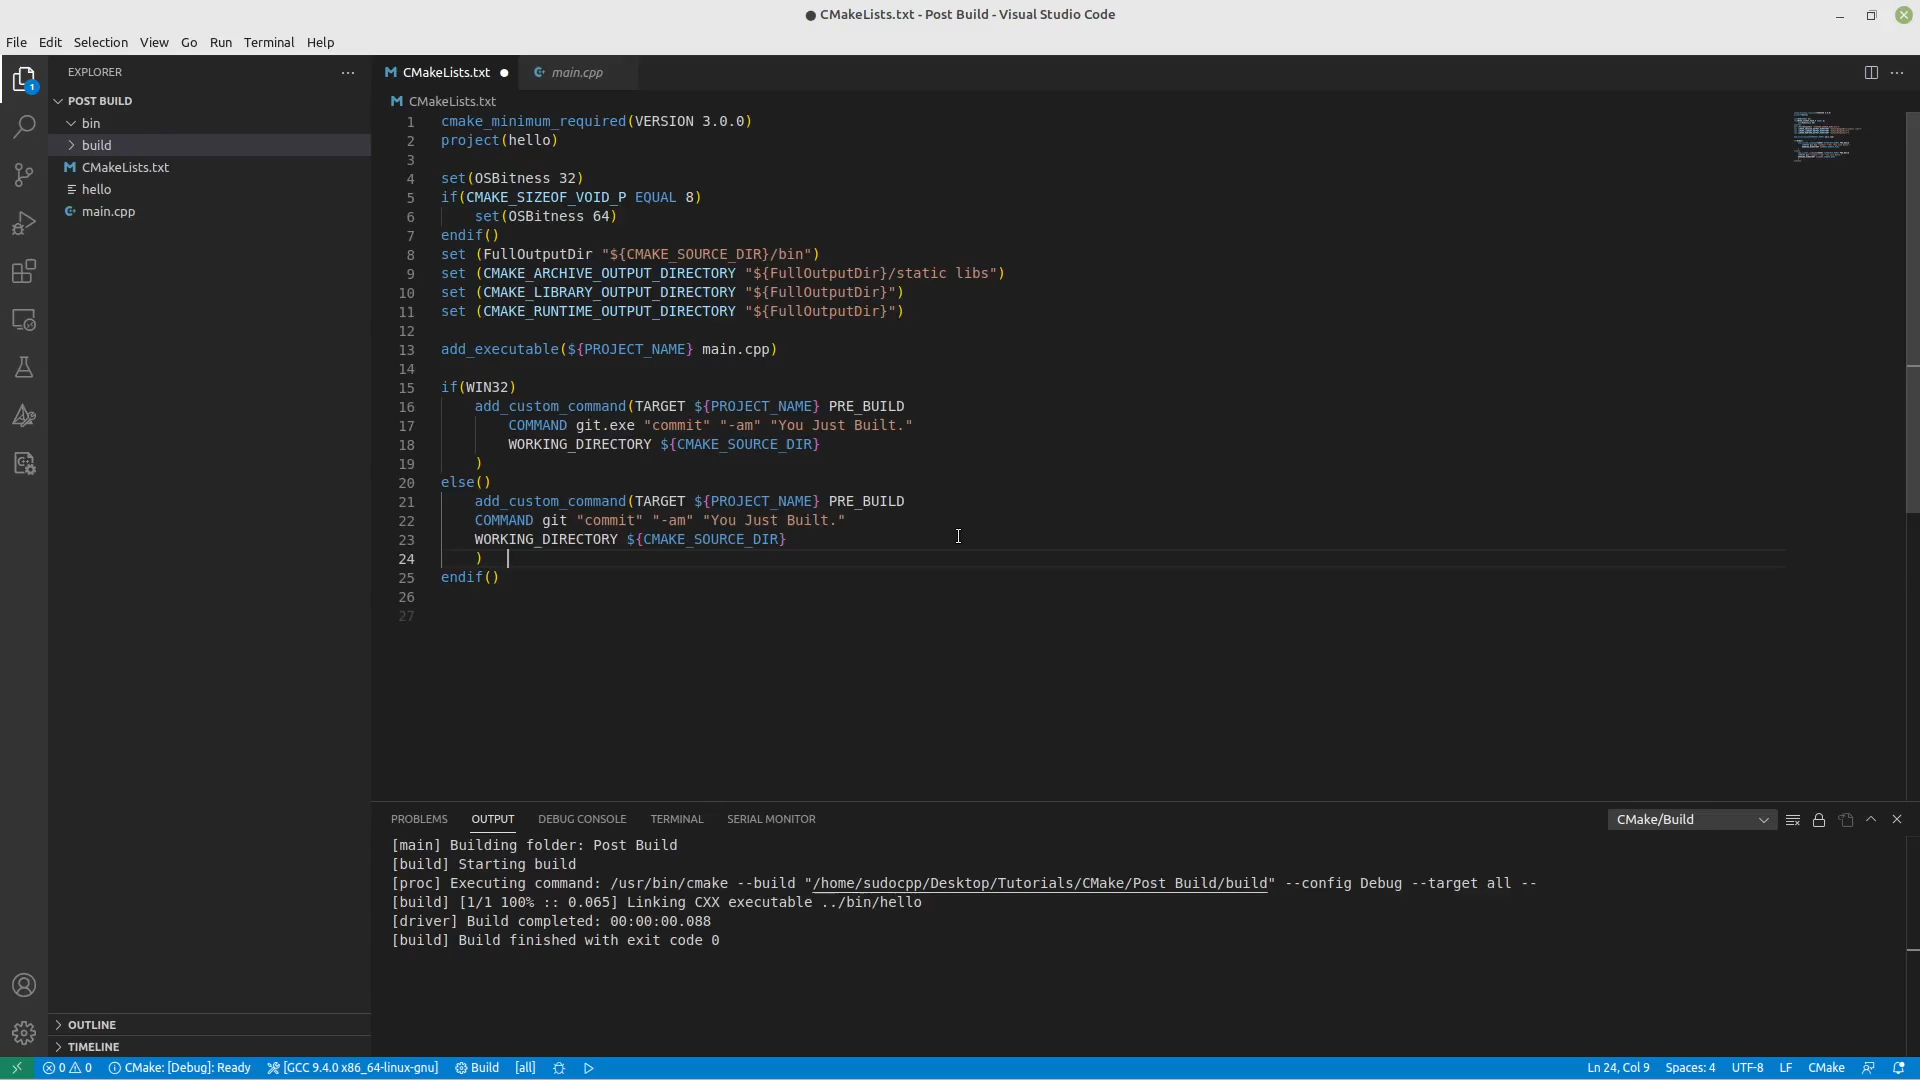 ● CMakeLists.txt - Post Build - Visual Studio Code
File Edit Selection View Go Run Terminal Help
EXPLORER
1
POST BUILD
bin
build
CMakeLists.txt
hello
main.cpp
OUTLINE
TIMELINE
CMakeLists.txt ● main.cpp
CMakeLists.txt
1 cmake_minimum_required(VERSION 3.0.0)
2 project(hello)
3
4 set(OSBitness 32)
5 if(CMAKE_SIZEOF_VOID_P EQUAL 8)
6 set(OSBitness 64)
7 endif()
8 set (FullOutputDir "${CMAKE_SOURCE_DIR}/bin")
9 set (CMAKE_ARCHIVE_OUTPUT_DIRECTORY "${FullOutputDir}/static libs")
10 set (CMAKE_LIBRARY_OUTPUT_DIRECTORY "${FullOutputDir}")
11 set (CMAKE_RUNTIME_OUTPUT_DIRECTORY "${FullOutputDir}")
12
13 add_executable(${PROJECT_NAME} main.cpp)
14
15 if(WIN32)
16 add_custom_command(TARGET ${PROJECT_NAME} PRE_BUILD
17 COMMAND git.exe "commit" "-am" "You Just Built."
18 WORKING_DIRECTORY ${CMAKE_SOURCE_DIR}
19 )
20 else()
21 add_custom_command(TARGET ${PROJECT_NAME} PRE_BUILD
22 COMMAND git "commit" "-am" "You Just Built."
23 WORKING_DIRECTORY ${CMAKE_SOURCE_DIR}
24 )
25 endif()
26
27
PROBLEMS OUTPUT DEBUG CONSOLE TERMINAL SERIAL MONITOR CMake/Build
[main] Building folder: Post Build
[build] Starting build
[proc] Executing command: /usr/bin/cmake --build "/home/sudocpp/Desktop/Tutorials/CMake/Post Build/build" --config Debug --target all --
[build] [1/1 100% :: 0.065] Linking CXX executable ../bin/hello
[driver] Build completed: 00:00:00.088
[build] Build finished with exit code 0
0 0 CMake: [Debug]: Ready [GCC 9.4.0 x86_64-linux-gnu] Build [all] Ln 24, Col 9 Spaces: 4 UTF-8 LF CMake